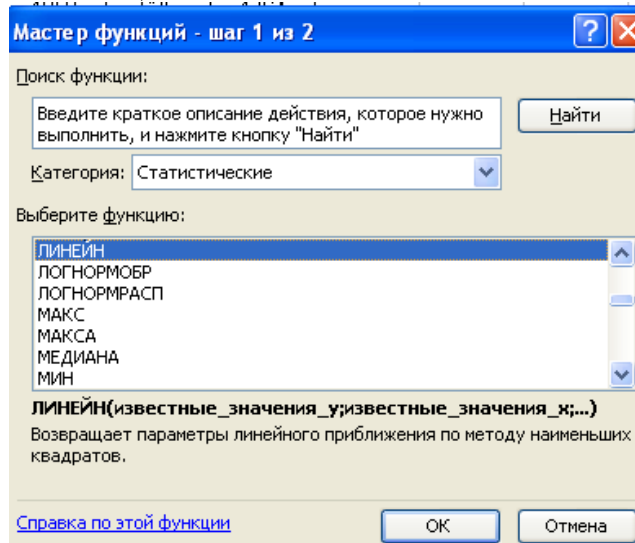 Мастер функций - шаг 1 из 2
Поиск функции:
Введите краткое описание действия, которое нужно
выполнить, и нажмите кнопку "Найти"
Найти
Категория: Статистические
Выберите функцию:
ЛИНЕЙН
ЛОГНОРМОБР
ЛОГНОРМРАСП
МАКС
МАКСА
МЕДИАНА
МИН
ЛИНЕЙН(известные_значения_y;известные_значения_x;...)
Возвращает параметры линейного приближения по методу наименьших
квадратов.
Справка по этой функции
ОК
Отмена